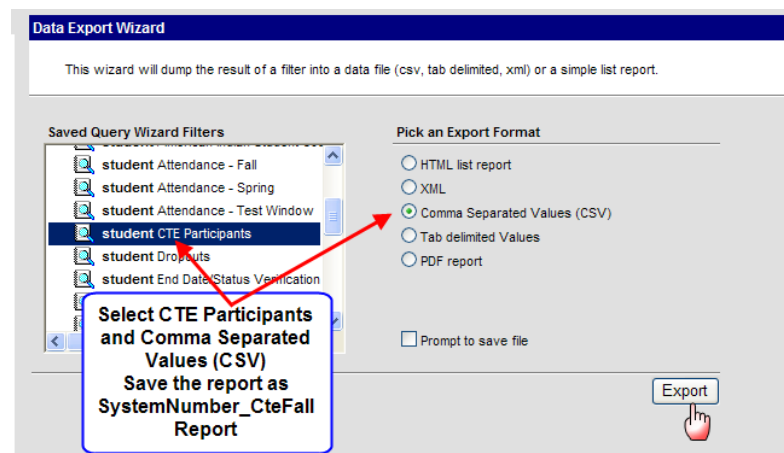 Data Export Wizard
This wizard will dump the result of a filter into a data file (csv, tab delimited, xml) or a simple list report.
Saved Query Wizard Filters
student Attendance - Fall
student Attendance - Spring
student Attendance - Test Window
student CTE Participants
student Dropouts
student End Date/Status Verification
Select CTE Participants
and Comma Separated
Values (CSV)
Save the report as
SystemNumber_CteFall
Report
Pick an Export Format
HTML list report
XML
Comma Separated Values (CSV)
Tab delimited Values
PDF report
Prompt to save file
Export